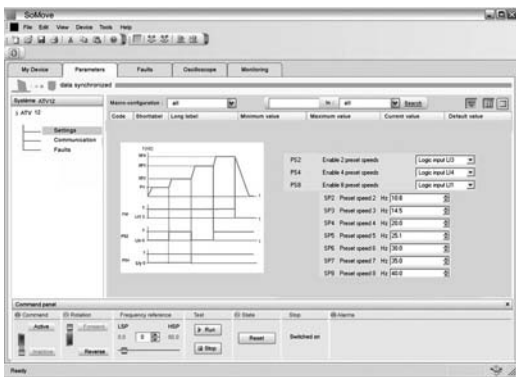 SoMove
File Edit View Device Tools Help
My Device Parameters Faults Oscilloscope Monitoring
data synchronized
Système ATV12
Macro-configuration : all In : all Search
ATV 12
Code Shortlabel Long label Minimum value Maximum value Current value Default value
Settings
Communication
Faults
PS2 Enable 2 preset speeds Logic input LI3
PS4 Enable 4 preset speeds Logic input LI4
PS8 Enable 8 preset speeds Logic input LI1
SP2 Preset speed 2 Hz 10.0
SP3 Preset speed 3 Hz 14.5
SP4 Preset speed 4 Hz 20.0
SP5 Preset speed 5 Hz 25.1
SP6 Preset speed 6 Hz 30.0
SP7 Preset speed 7 Hz 35.0
SP8 Preset speed 8 Hz 40.0
Command panel
Command Rotation Frequency reference Test State Stop Alarms
Active Forward LSP HSP Run
0.0 0 Reset Switched on
Inactive Reverse Stop
Ready